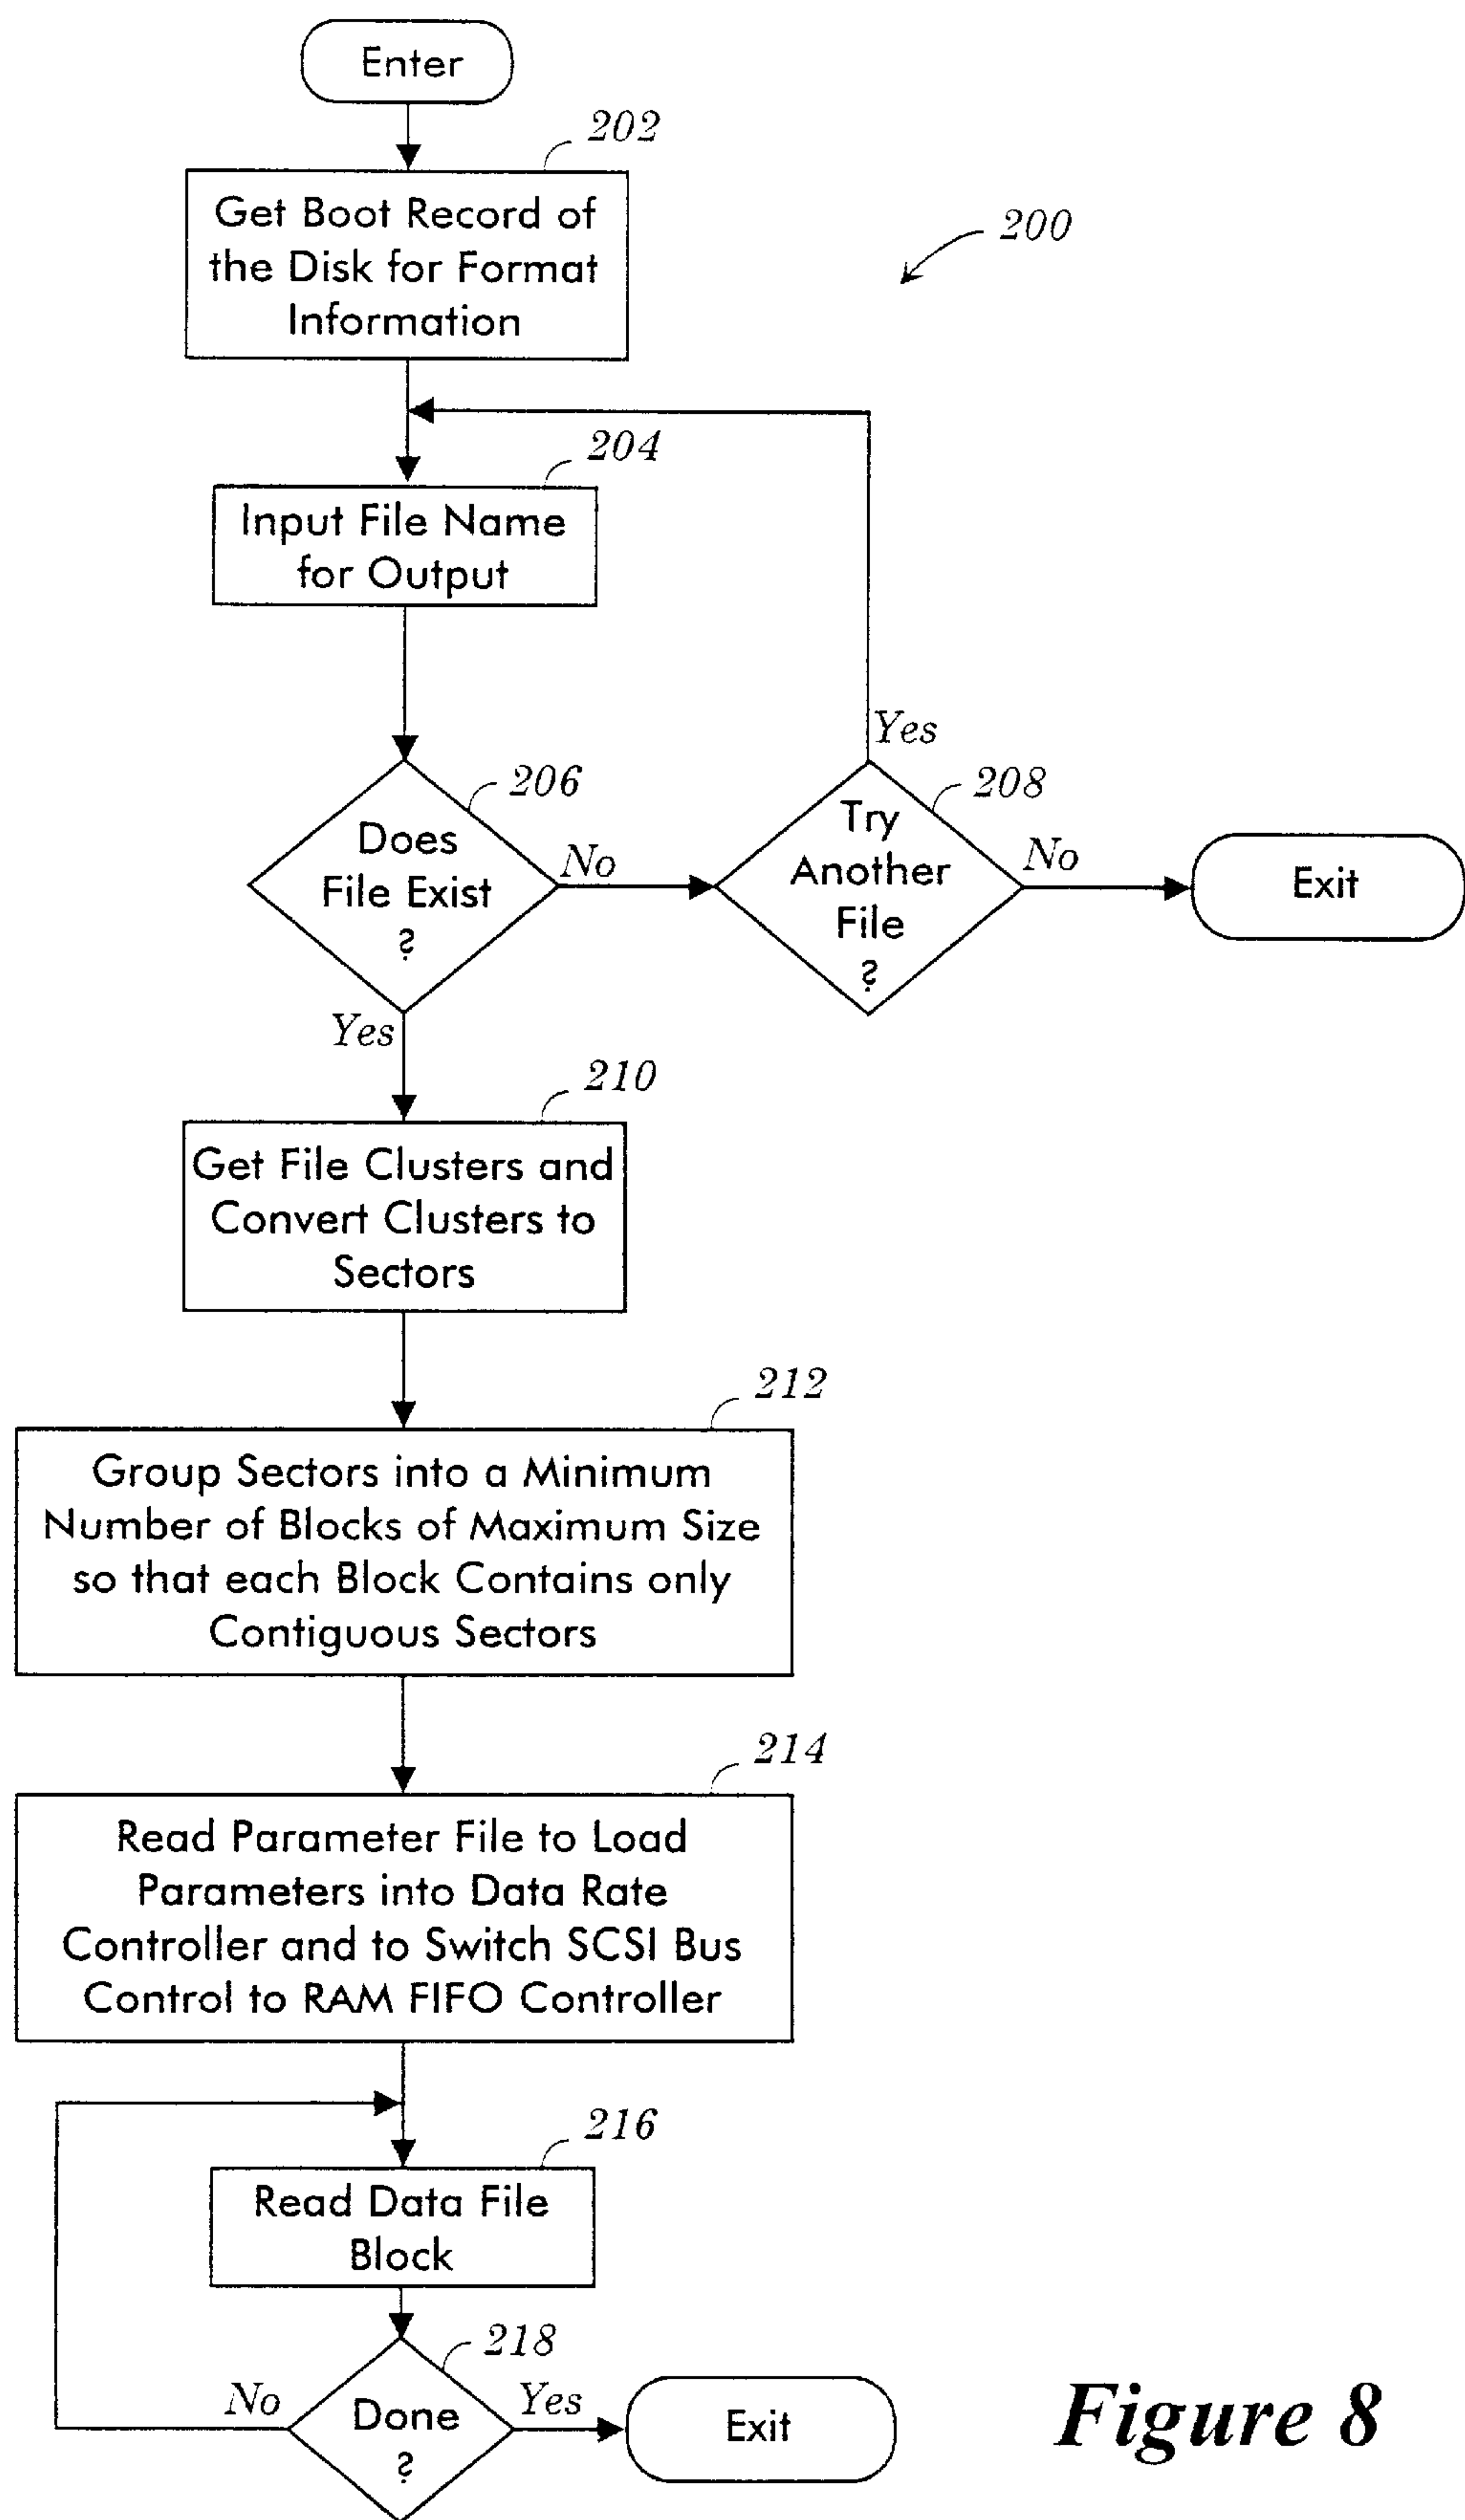 Enter
202
Get Boot Record of
the Disk for Format
Information
200
204
Input File Name
for Output
Yes
206
Does
File Exist
?
No
208
Try
Another
File
?
No
Exit
Yes
210
Get File Clusters and
Convert Clusters to
Sectors
212
Group Sectors into a Minimum
Number of Blocks of Maximum Size
so that each Block Contains only
Contiguous Sectors
214
Read Parameter File to Load
Parameters into Data Rate
Controller and to Switch SCSI Bus
Control to RAM FIFO Controller
216
Read Data File
Block
218
No
Done
?
Yes
Exit
Figure 8